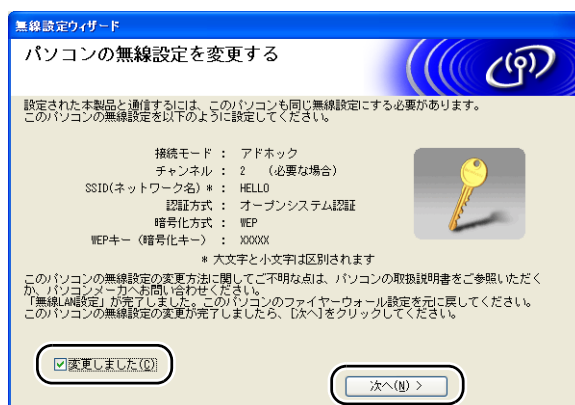 無線設定ウィザード
パソコンの無線設定を変更する
設定された本製品と通信するには、このパソコンも同じ無線設定にする必要があります。
このパソコンの無線設定を以下のように設定してください。
接続モード : アドホック
チャンネル : 2 (必要な場合)
SSID(ネットワーク名) * : HELLO
認証方式 : オープンシステム認証
暗号化方式 : WEP
WEPキー (暗号化キー) : XXXXX
* 大文字と小文字は区別されます
このパソコンの無線設定の変更方法に関してご不明な点は、パソコンの取扱説明書をご参照いただく
か、パソコンメーカへお問い合わせください。
「無線LAN設定」が完了しました。このパソコンのファイヤーウォール設定を元に戻してください。
このパソコンの無線設定の変更が完了しましたら、[次へ]をクリックしてください。
変更しました(C)
次へ(N) >